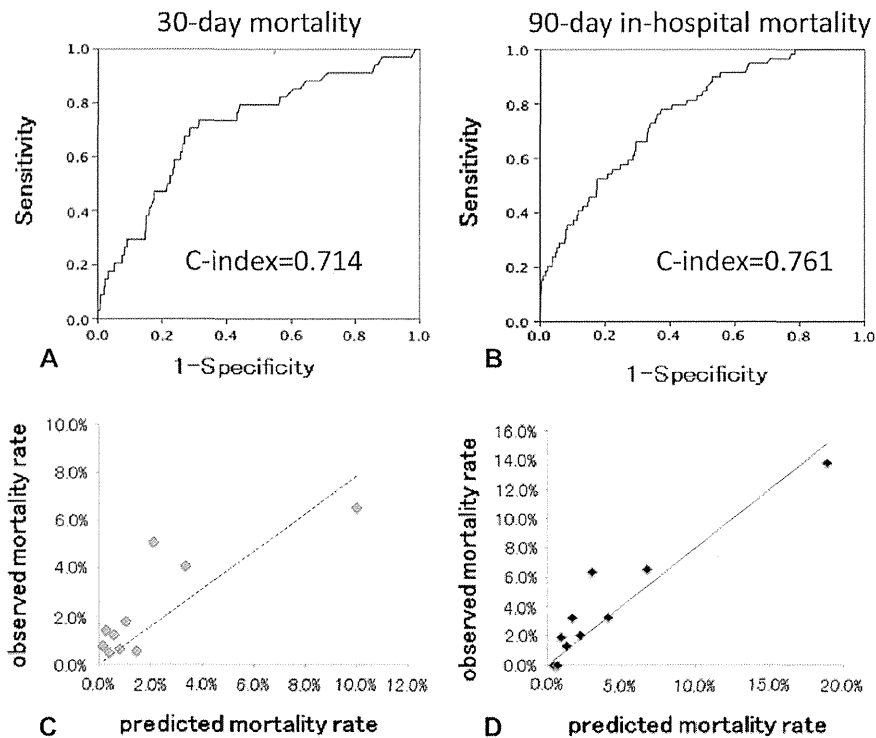 30-day mortality
90-day in-hospital mortality
1.0
0.8
0.6
0.4
0.2
0.0
Sensitivity
C-index=0.714
0.0 0.2 0.4 0.6 0.8 1.0
A
1-Specificity
1.0
0.8
0.6
0.4
0.2
0.0
Sensitivity
C-index=0.761
0.0 0.2 0.4 0.6 0.8 1.0
B
1-Specificity
10.0%
8.0%
6.0%
4.0%
2.0%
0.0%
observed mortality rate
0.0% 2.0% 4.0% 6.0% 8.0% 10.0% 12.0%
C
predicted mortality rate
16.0%
14.0%
12.0%
10.0%
8.0%
6.0%
4.0%
2.0%
0.0%
observed mortality rate
0.0% 5.0% 10.0% 15.0% 20.0%
D
predicted mortality rate